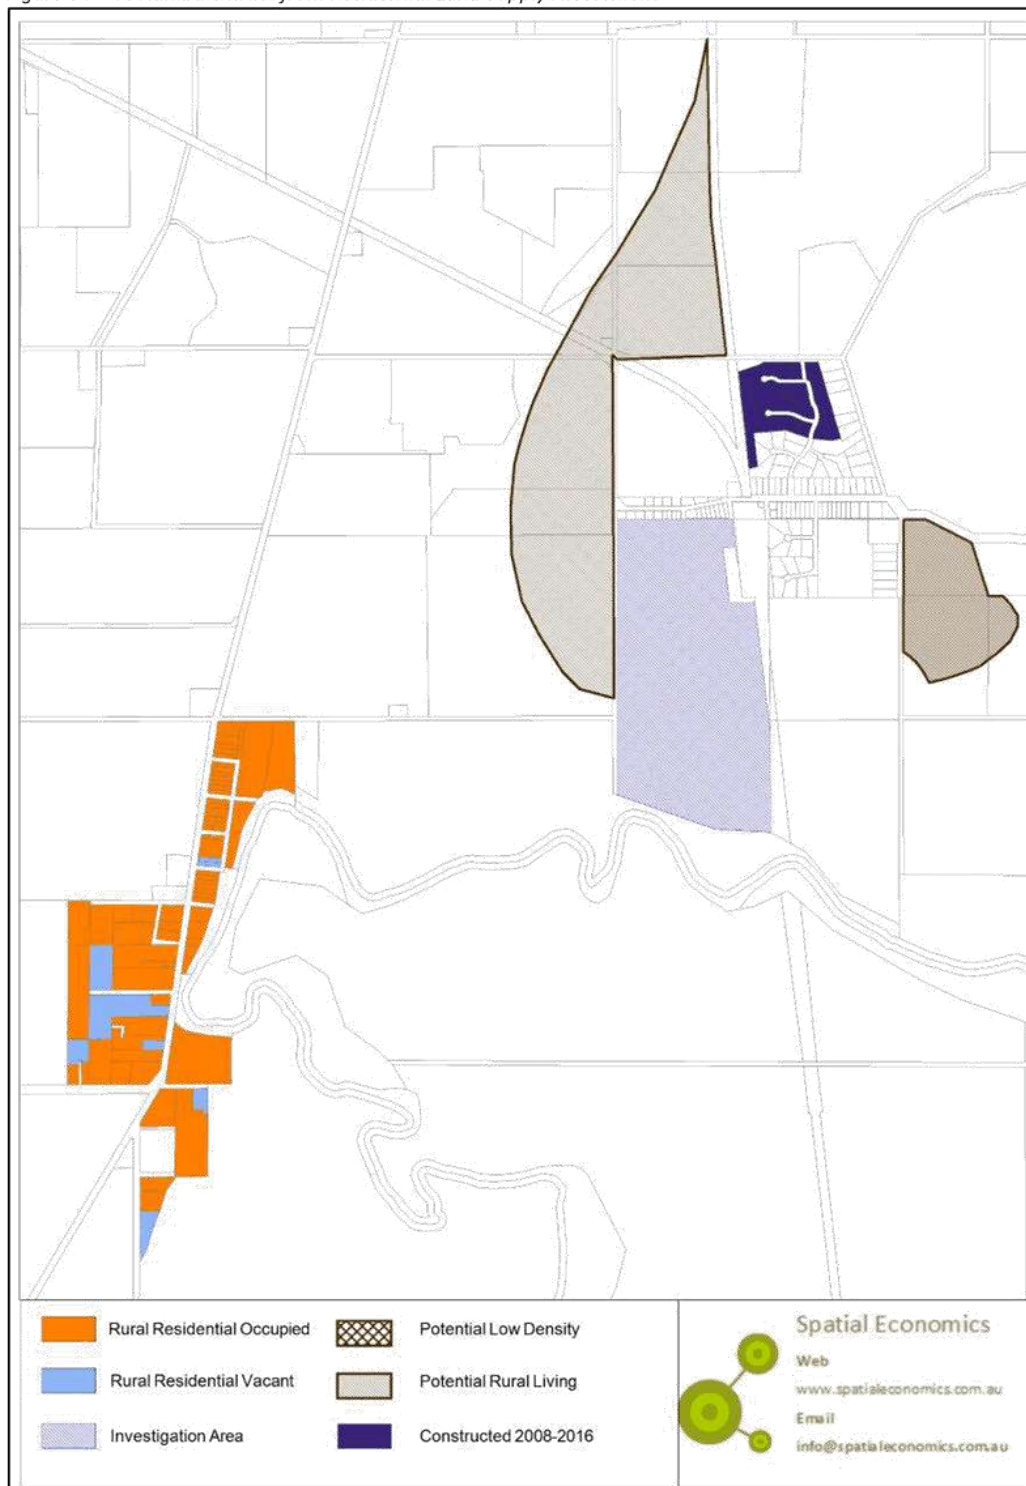 Rural Residential Occupied
Rural Residential Vacant
Investigation Area
Potential Low Density
Potential Rural Living
Constructed 2008-2016
Spatial Economics
Web
www.spatialeconomics.com.au
Email
info@spatialeconomics.com.au